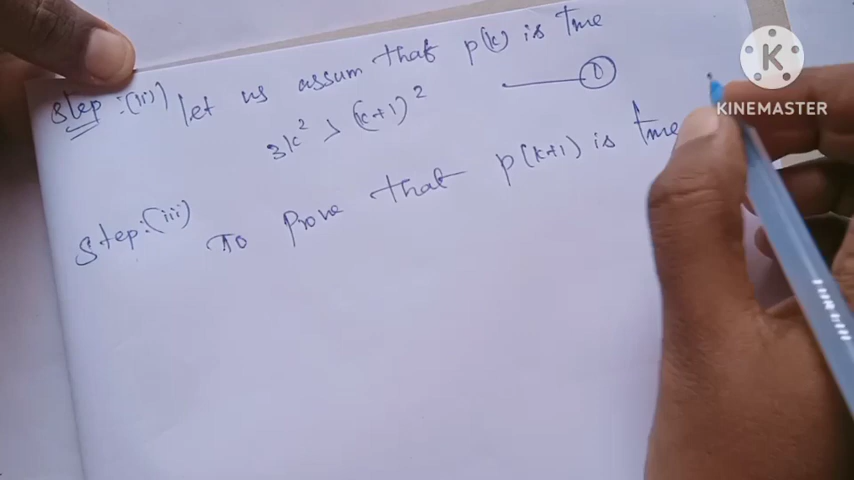 Step:(ii) let us assum that p(k) is true
3k² > (k+1)² ①
Step:(iii) To prove that p(k+1) is true
K
KINEMASTER